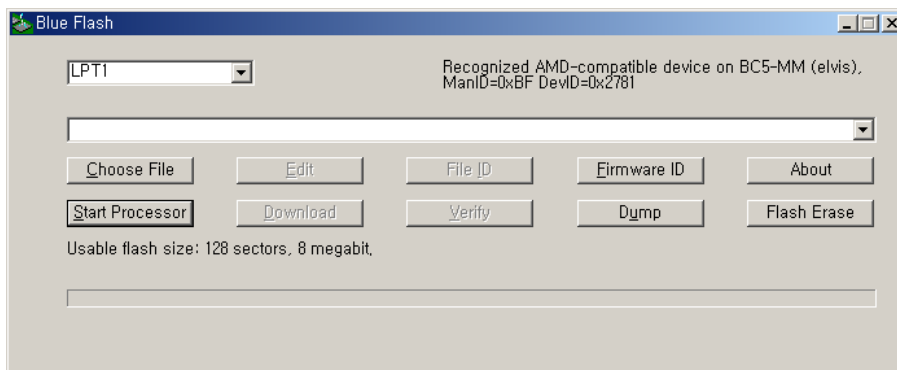 Blue Flash
LPT1
Recognized AMD-compatible device on BC5-MM (elvis),
ManID=0xBF DevID=0x2781
Choose File
Edit
File ID
Firmware ID
About
Start Processor
Download
Verify
Dump
Flash Erase
Usable flash size: 128 sectors, 8 megabit,